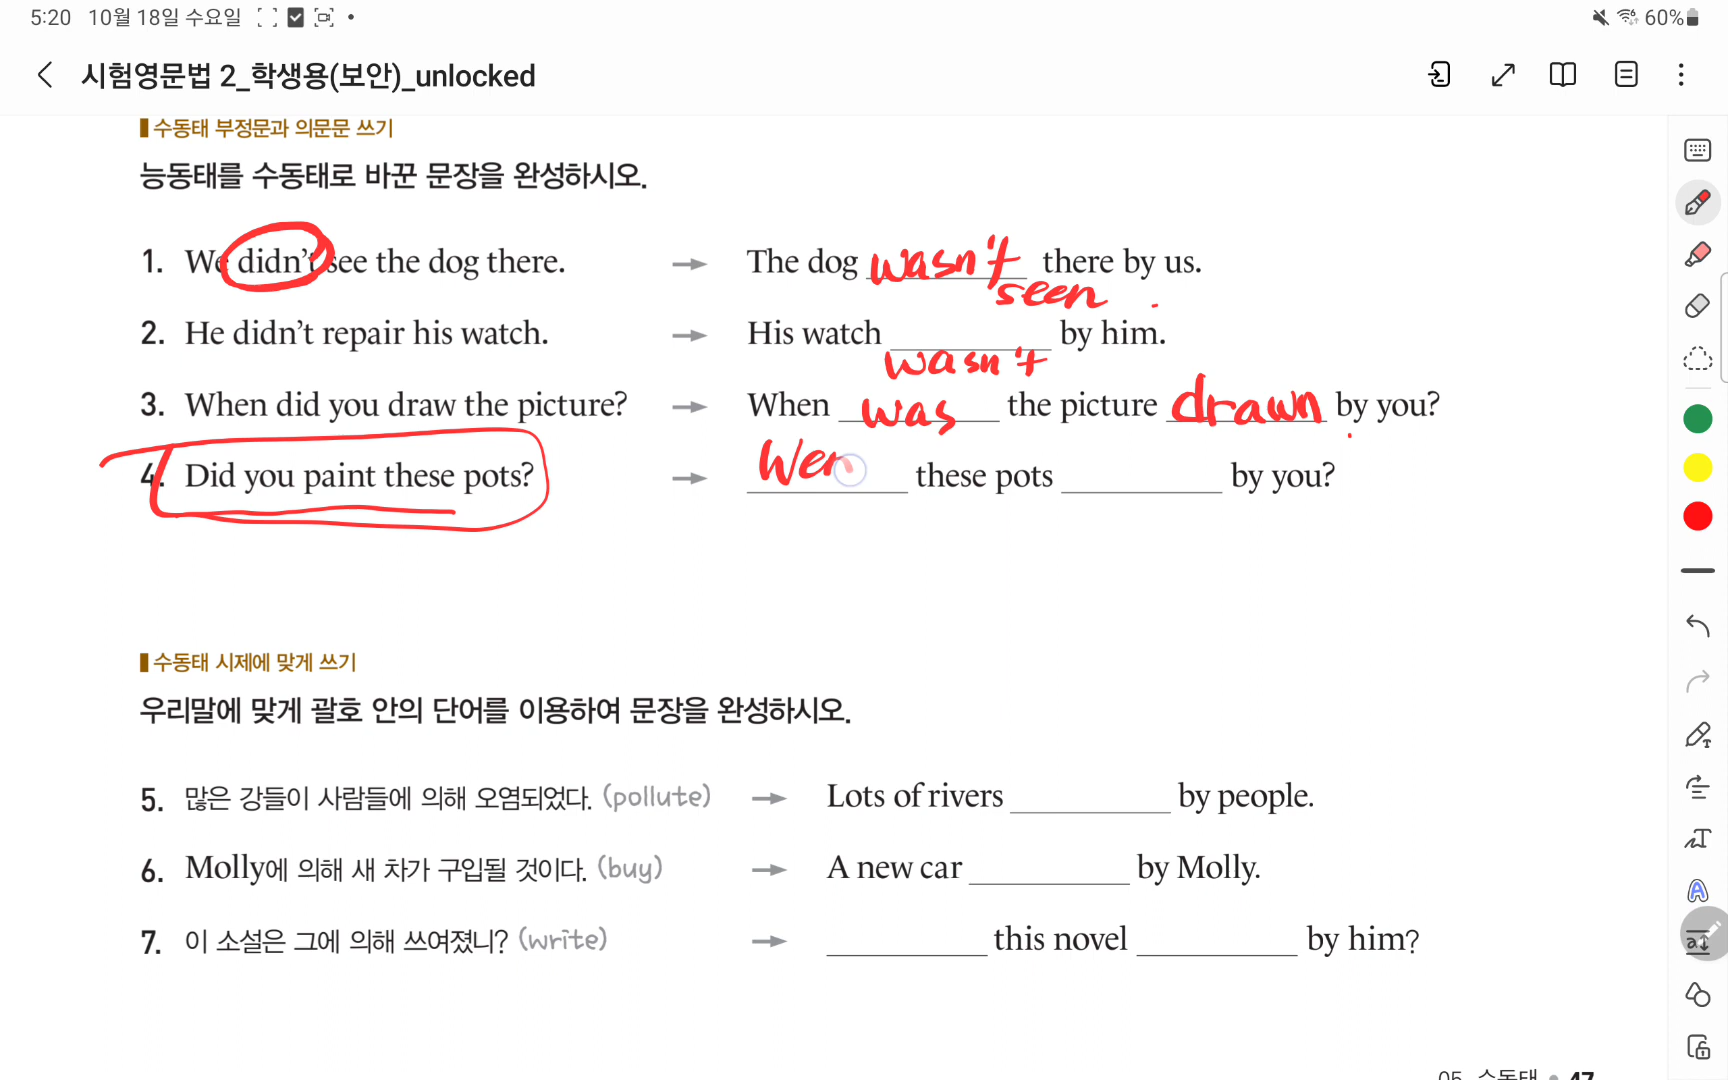 5:20 10월 18일 수요일 60%
시험영문법 2_학생용(보안)_unlocked
수동태 부정문과 의문문 쓰기
능동태를 수동태로 바꾼 문장을 완성하시오.
1. We didn't see the dog there. → The dog wasn't there by us.
seen
2. He didn't repair his watch. → His watch ________ by him.
wasn't
3. When did you draw the picture? → When was the picture drawn by you?
4. Did you paint these pots? → Wer these pots ________ by you?
수동태 시제에 맞게 쓰기
우리말에 맞게 괄호 안의 단어를 이용하여 문장을 완성하시오.
5. 많은 강들이 사람들에 의해 오염되었다. (pollute) → Lots of rivers ________ by people.
6. Molly에 의해 새 차가 구입될 것이다. (buy) → A new car ________ by Molly.
7. 이 소설은 그에 의해 쓰여졌니? (write) → ________ this novel ________ by him?